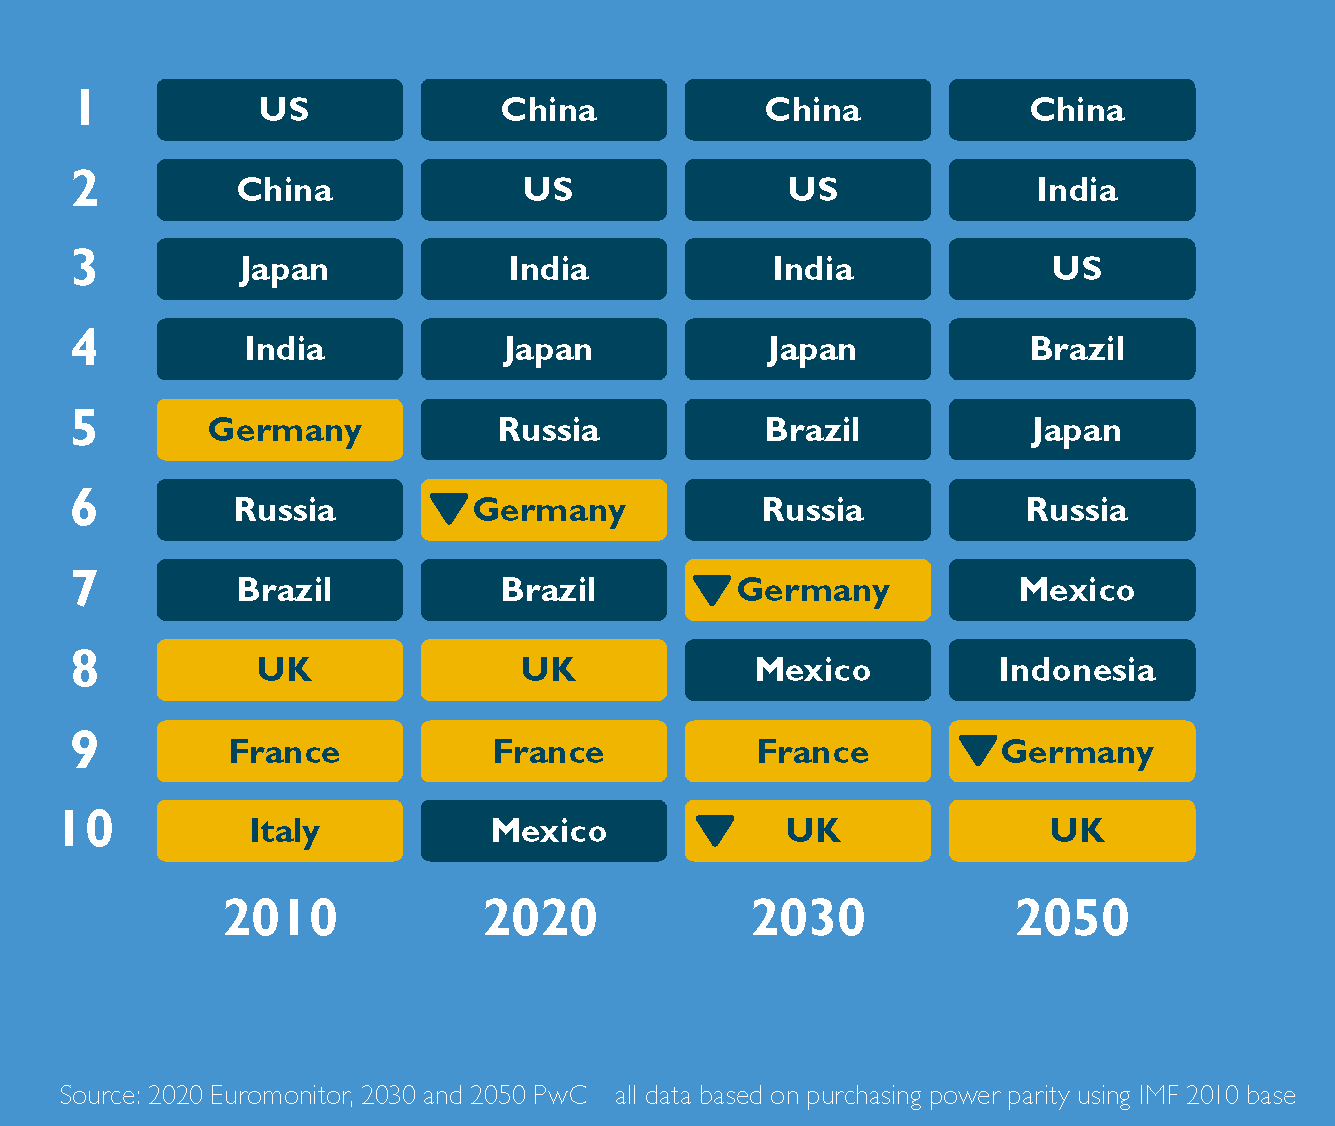 1 US China China China
2 China US US India
3 Japan India India US
4 India Japan Japan Brazil
5 Germany Russia Brazil Japan
6 Russia Germany Russia Russia
7 Brazil Brazil Germany Mexico
8 UK UK Mexico Indonesia
9 France France France Germany
10 Italy Mexico UK UK
2010 2020 2030 2050
Source: 2020 Euromonitor, 2030 and 2050 PwC all data based on purchasing power parity using IMF 2010 base